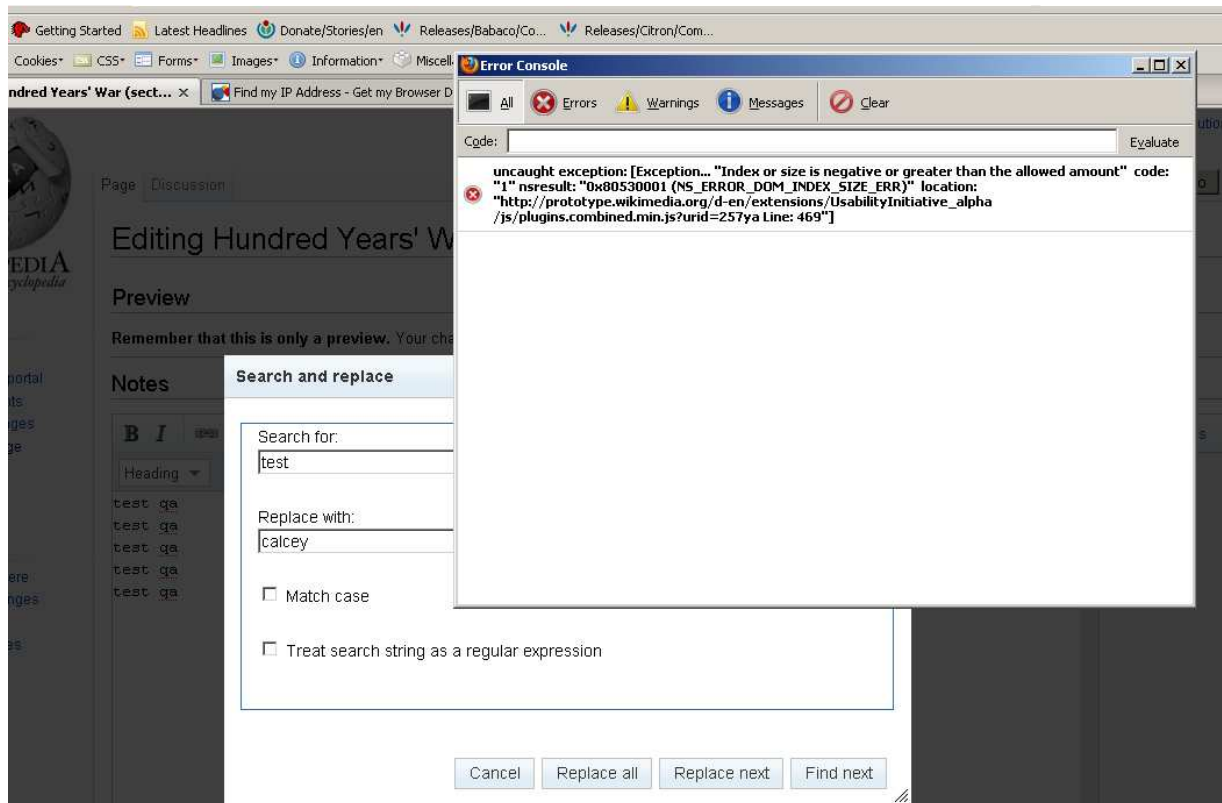 Getting Started Latest Headlines Donate/Stories/en Releases/Babaco/Co... Releases/Citron/Com...
Cookies CSS Forms Images Information Miscell
ndred Years' War (sect... Find my IP Address - Get my Browser D
Error Console
All Errors Warnings Messages Clear
Code: Evaluate
uncaught exception: [Exception... "Index or size is negative or greater than the allowed amount" code:
"1" nsresult: "0x80530001 (NS_ERROR_DOM_INDEX_SIZE_ERR)" location:
"http://prototype.wikimedia.org/d-en/extensions/UsabilityInitiative_alpha
/js/plugins.combined.min.js?urid=257ya Line: 469"]
Page Discussion
Editing Hundred Years' W
PEDIA
cyclopedia
Preview
Remember that this is only a preview. Your cha
portal
Notes
B I
Heading
test qa
test qa
test qa
test qa
test qa
Search and replace
Search for:
test
Replace with:
calcey
Match case
Treat search string as a regular expression
Cancel Replace all Replace next Find next